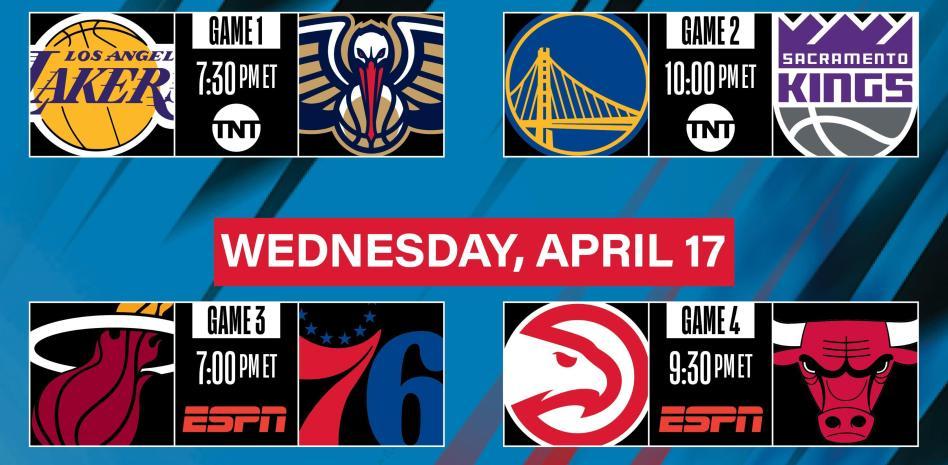 LOS ANGEL
LAKERS
GAME 1
7:30 PM ET
TNT
GAME 2
10:00 PM ET
TNT
SACRAMENTO
KINGS
WEDNESDAY, APRIL 17
GAME 3
7:00 PM ET
ESPN
76
GAME 4
9:30 PM ET
ESPN